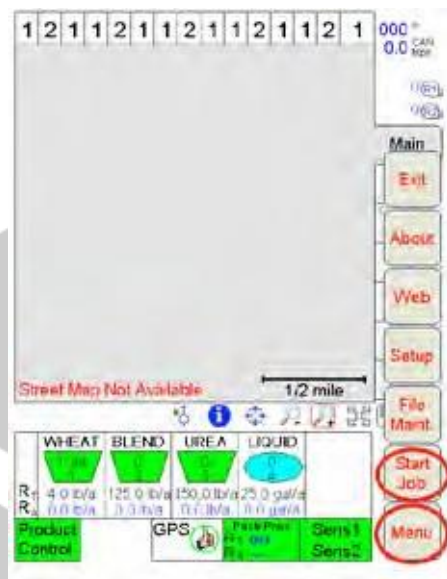 1 2 1 1 2 1 2 1 1 2 1 1 2 1
000 °
0.0 CAN
Main
Exit
About
Web
Setup
File
Maint.
Start
Job
Menu
Street Map Not Available
1/2 mile
WHEAT BLEND UREA LIQUID
R 4.0 lb/a 125.0 lb/a 150.0 lb/a 25.0 gal/a
R 0.0 lb/a 0.0 lb/a 0.0 lb/a 0.0 gal/a
Product
Control
GPS
Sens1
Sens2